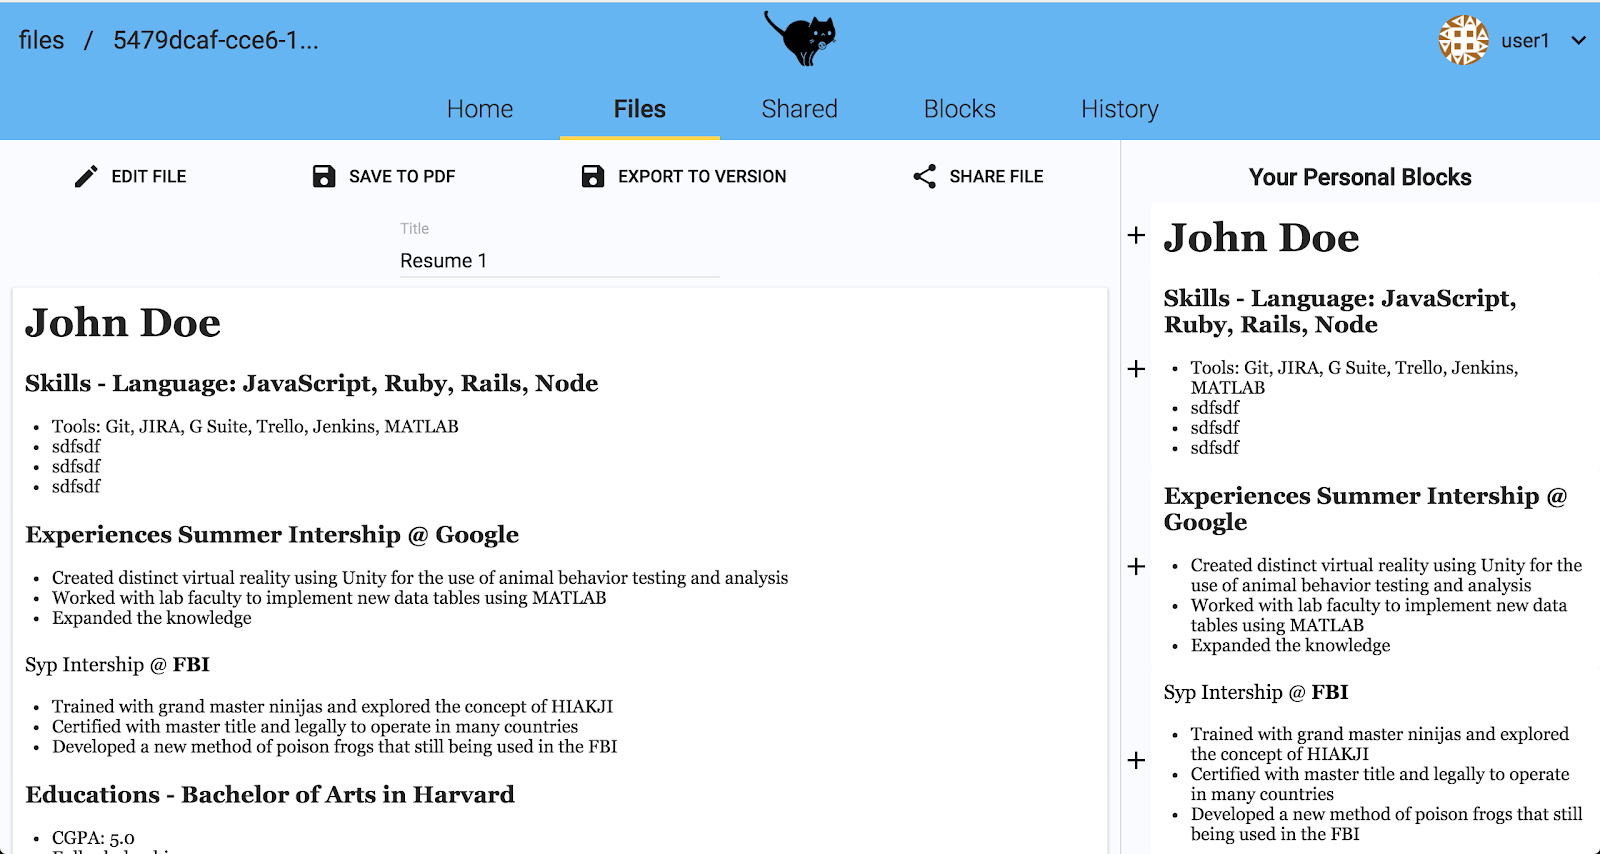 files / 5479dcaf-cce6-1...
user1
Home Files Shared Blocks History
EDIT FILE SAVE TO PDF EXPORT TO VERSION SHARE FILE
Title
Resume 1
John Doe
Skills - Language: JavaScript, Ruby, Rails, Node
• Tools: Git, JIRA, G Suite, Trello, Jenkins, MATLAB
• sdfsdf
• sdfsdf
• sdfsdf
Experiences Summer Intership @ Google
• Created distinct virtual reality using Unity for the use of animal behavior testing and analysis
• Worked with lab faculty to implement new data tables using MATLAB
• Expanded the knowledge
Syp Intership @ FBI
• Trained with grand master ninijas and explored the concept of HIAKJI
• Certified with master title and legally to operate in many countries
• Developed a new method of poison frogs that still being used in the FBI
Educations - Bachelor of Arts in Harvard
• CGPA: 5.0
Your Personal Blocks
John Doe
Skills - Language: JavaScript,
Ruby, Rails, Node
• Tools: Git, JIRA, G Suite, Trello, Jenkins,
MATLAB
• sdfsdf
• sdfsdf
• sdfsdf
Experiences Summer Intership @
Google
• Created distinct virtual reality using Unity for the
use of animal behavior testing and analysis
• Worked with lab faculty to implement new data
tables using MATLAB
• Expanded the knowledge
Syp Intership @ FBI
• Trained with grand master ninijas and explored
the concept of HIAKJI
• Certified with master title and legally to operate
in many countries
• Developed a new method of poison frogs that still
being used in the FBI